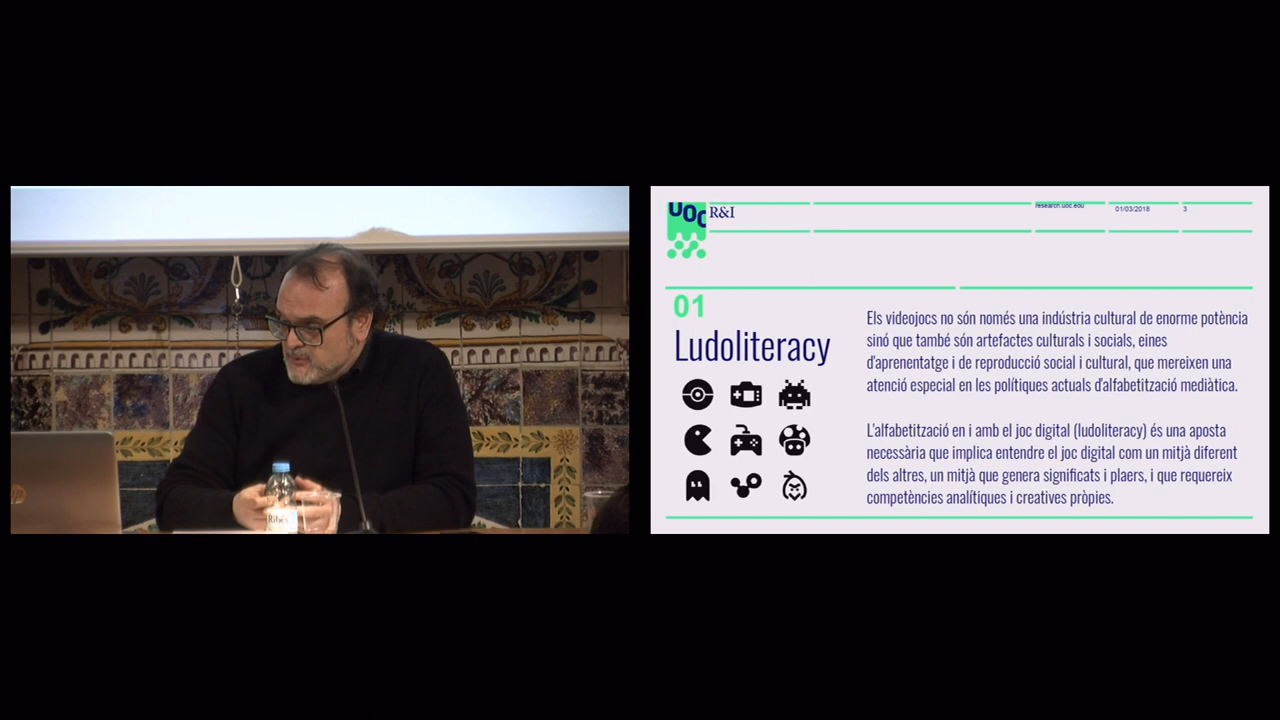 UOC
R&I
research.uoc.edu
01/03/2018
3
01
Ludoliteracy
Els videojocs no són només una indústria cultural de enorme potència
sinó que també són artefactes culturals i socials, eines
d'aprenentatge i de reproducció social i cultural, que mereixen una
atenció especial en les polítiques actuals d'alfabetització mediàtica.
L'alfabetització en i amb el joc digital (ludoliteracy) és una aposta
necessària que implica entendre el joc digital com un mitjà diferent
dels altres, un mitjà que genera significats i plaers, i que requereix
competències analítiques i creatives pròpies.
hp
Ribes